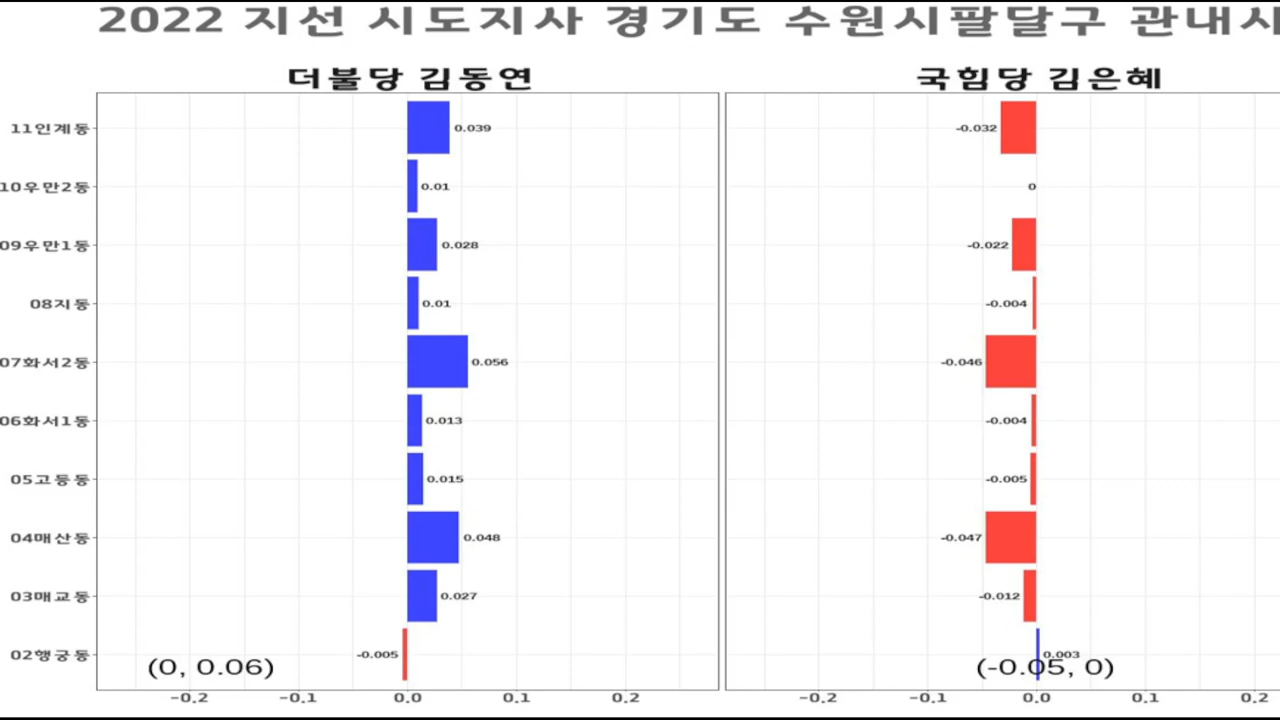 2022 지선 시도지사 경기도 수원시팔달구 관내사
더불당 김동연
국힘당 김은혜
11인계동 0.039 -0.032
10우만2동 0.01 0
09우만1동 0.028 -0.022
08지동 0.01 -0.004
07화서2동 0.056 -0.046
06화서1동 0.013 -0.004
05고등동 0.015 -0.005
04매산동 0.048 -0.047
03매교동 0.027 -0.012
02행궁동 -0.005 0.003
(0, 0.06) (-0.05, 0)
-0.2 -0.1 0.0 0.1 0.2 -0.2 -0.1 0.0 0.1 0.2